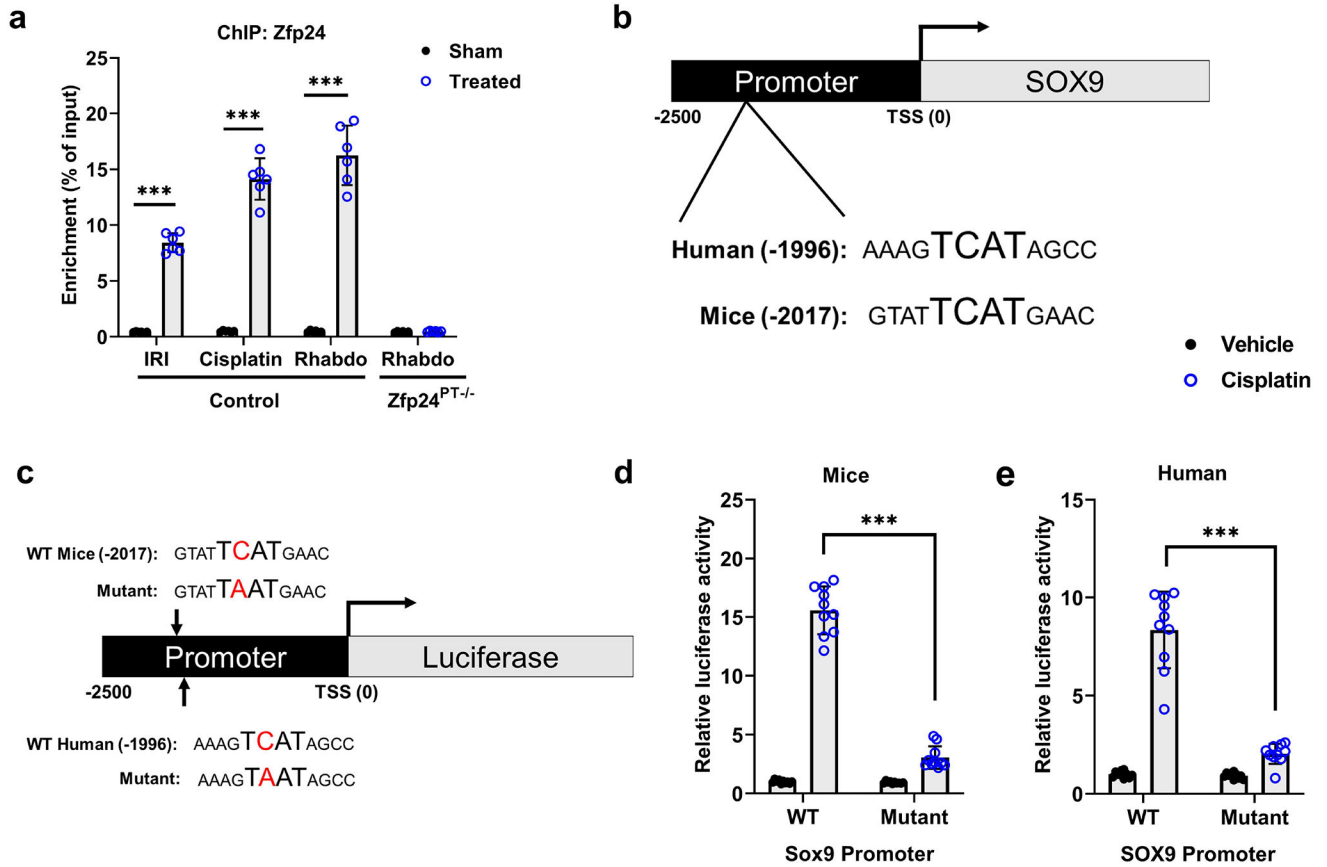 a
ChIP: Zfp24
Sham
Treated
Enrichment (% of input)
25
20
15
10
5
0
***
***
***
IRI
Cisplatin
Rhabdo
Rhabdo
Control
Zfp24PT-/-
b
Promoter
SOX9
-2500
TSS (0)
Human (-1996): AAAGTCATAGCC
Mice (-2017): GTATTCATGAAC
Vehicle
Cisplatin
c
WT Mice (-2017): GTATTCATGAAC
Mutant: GTATTAATGAAC
Promoter
Luciferase
-2500
TSS (0)
WT Human (-1996): AAAGTCATAGCC
Mutant: AAAGTAATAGCC
d
Mice
Relative luciferase activity
25
20
15
10
5
0
***
WT
Mutant
Sox9 Promoter
e
Human
Relative luciferase activity
15
10
5
0
***
WT
Mutant
SOX9 Promoter